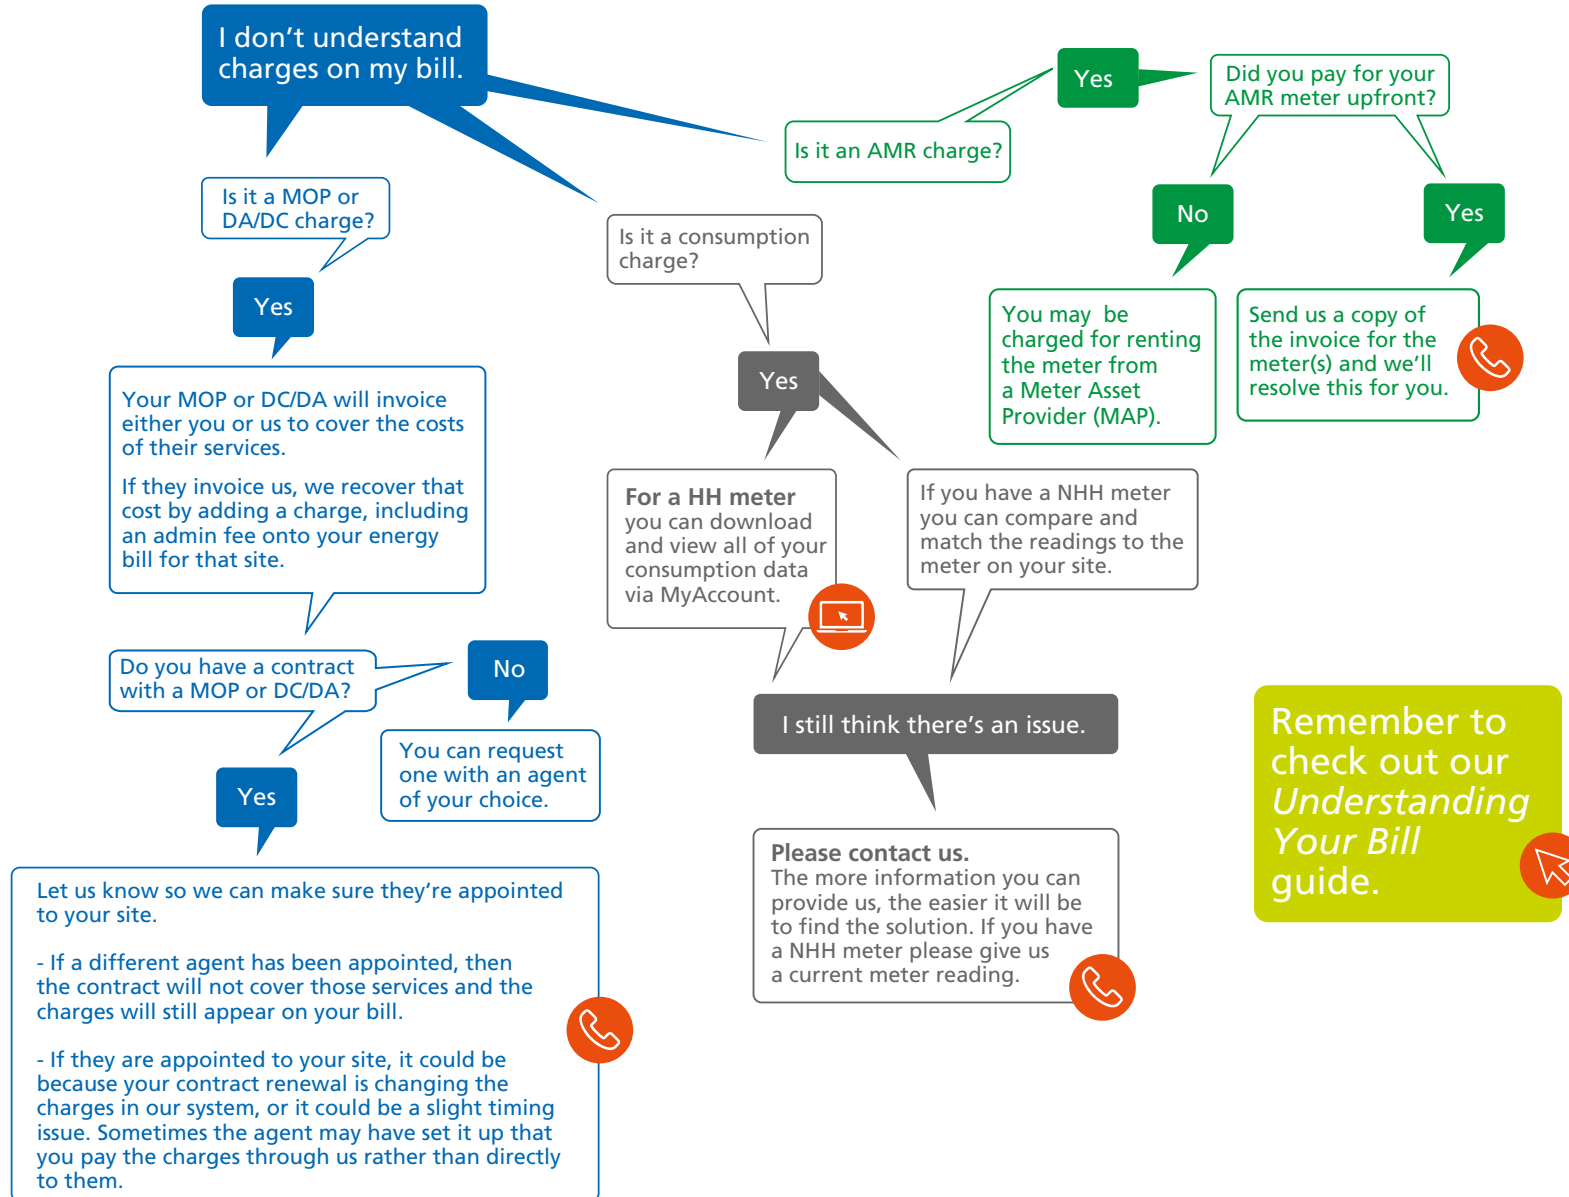 I don't understand
charges on my bill.
Is it a MOP or
DA/DC charge?
Yes
Your MOP or DC/DA will invoice
either you or us to cover the costs
of their services.
If they invoice us, we recover that
cost by adding a charge, including
an admin fee onto your energy
bill for that site.
Do you have a contract
with a MOP or DC/DA?
No
You can request
one with an agent
of your choice.
Yes
Let us know so we can make sure they're appointed
to your site.
- If a different agent has been appointed, then
the contract will not cover those services and the
charges will still appear on your bill.
- If they are appointed to your site, it could be
because your contract renewal is changing the
charges in our system, or it could be a slight timing
issue. Sometimes the agent may have set it up that
you pay the charges through us rather than directly
to them.
Is it a consumption
charge?
Yes
For a HH meter
you can download
and view all of your
consumption data
via MyAccount.
If you have a NHH meter
you can compare and
match the readings to the
meter on your site.
I still think there's an issue.
Please contact us.
The more information you can
provide us, the easier it will be
to find the solution. If you have
a NHH meter please give us
a current meter reading.
Is it an AMR charge?
Yes
Did you pay for your
AMR meter upfront?
No
You may be
charged for renting
the meter from
a Meter Asset
Provider (MAP).
Yes
Send us a copy of
the invoice for the
meter(s) and we'll
resolve this for you.
Remember to
check out our
Understanding
Your Bill
guide.